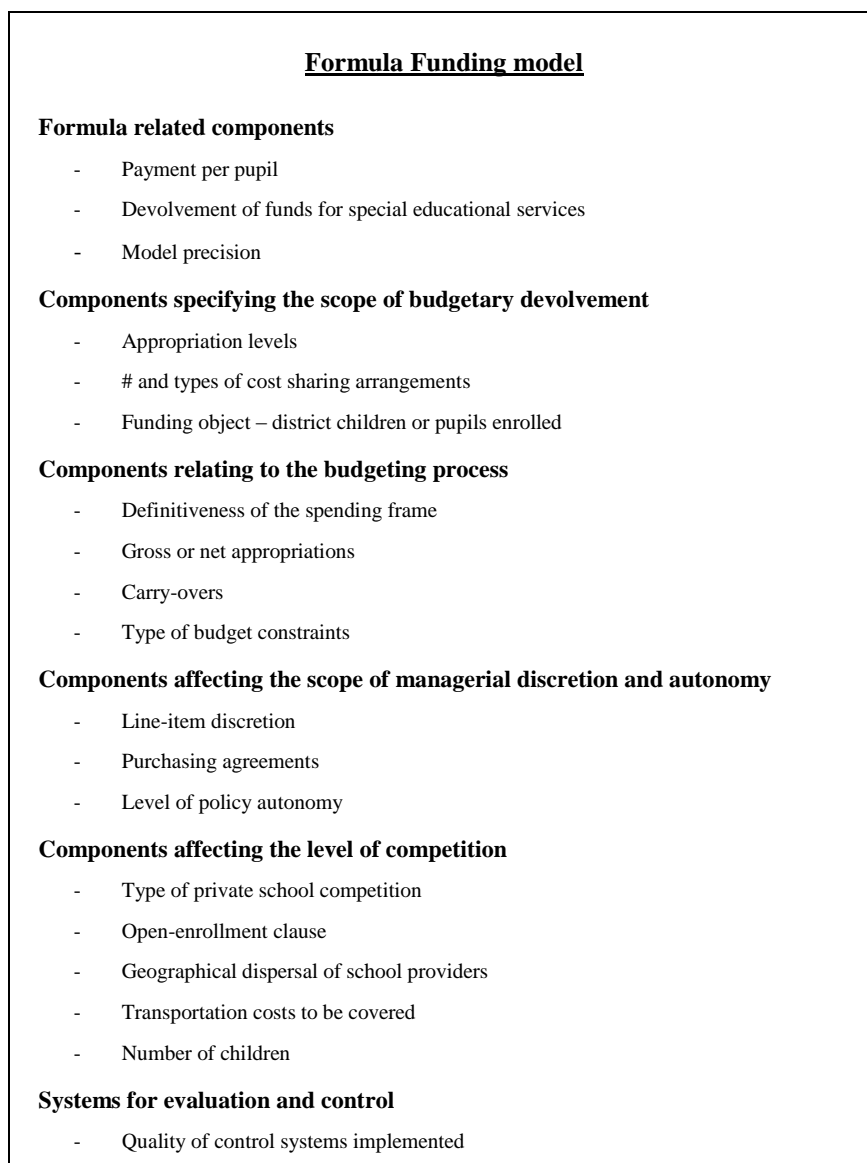 Formula Funding model
Formula related components
- Payment per pupil
- Devolvement of funds for special educational services
- Model precision
Components specifying the scope of budgetary devolvement
- Appropriation levels
- # and types of cost sharing arrangements
- Funding object – district children or pupils enrolled
Components relating to the budgeting process
- Definitiveness of the spending frame
- Gross or net appropriations
- Carry-overs
- Type of budget constraints
Components affecting the scope of managerial discretion and autonomy
- Line-item discretion
- Purchasing agreements
- Level of policy autonomy
Components affecting the level of competition
- Type of private school competition
- Open-enrollment clause
- Geographical dispersal of school providers
- Transportation costs to be covered
- Number of children
Systems for evaluation and control
- Quality of control systems implemented